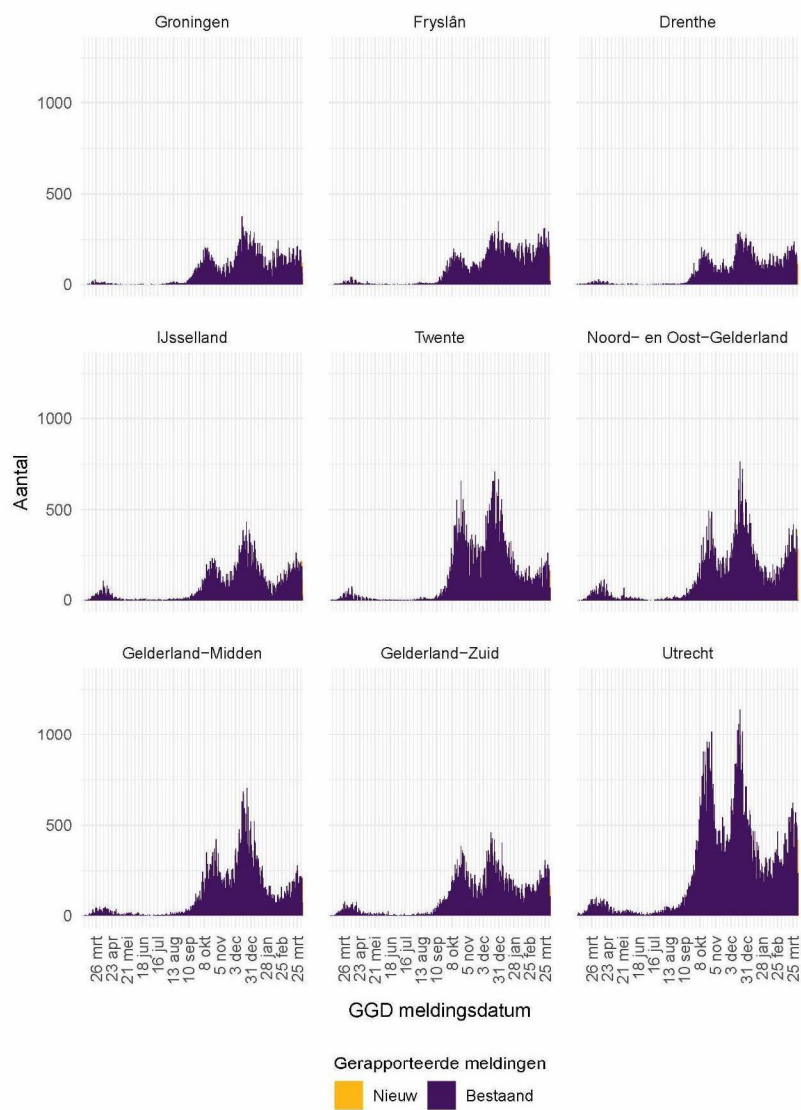 Groningen
Fryslân
Drenthe
1000
500
0
IJsselland
Twente
Noord- en Oost-Gelderland
1000
500
0
Aantal
Gelderland-Midden
Gelderland-Zuid
Utrecht
1000
500
0
26 mrt
23 apr
21 mei
18 jun
16 jul
13 aug
10 sep
8 okt
5 nov
3 dec
31 dec
28 jan
25 feb
25 mrt
26 mrt
23 apr
21 mei
18 jun
16 jul
13 aug
10 sep
8 okt
5 nov
3 dec
31 dec
28 jan
25 feb
25 mrt
26 mrt
23 apr
21 mei
18 jun
16 jul
13 aug
10 sep
8 okt
5 nov
3 dec
31 dec
28 jan
25 feb
25 mrt
GGD meldingsdatum
Gerapporteerde meldingen
Nieuw
Bestaand